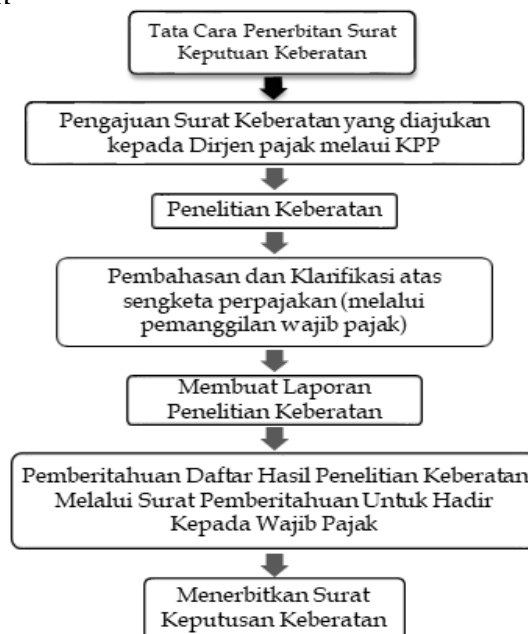 Tata Cara Penerbitan Surat
Keputuan Keberatan
Pengajuan Surat Keberatan yang diajukan
kepada Dirjen pajak melaui KPP
Penelitian Keberatan
Pembahasan dan Klarifikasi atas
sengketa perpajakan (melalui
pemanggilan wajib pajak)
Membuat Laporan
Penelitian Keberatan
Pemberitahuan Daftar Hasil Penelitian Keberatan
Melalui Surat Pemberitahuan Untuk Hadir
Kepada Wajib Pajak
Menerbitkan Surat
Keputusan Keberatan